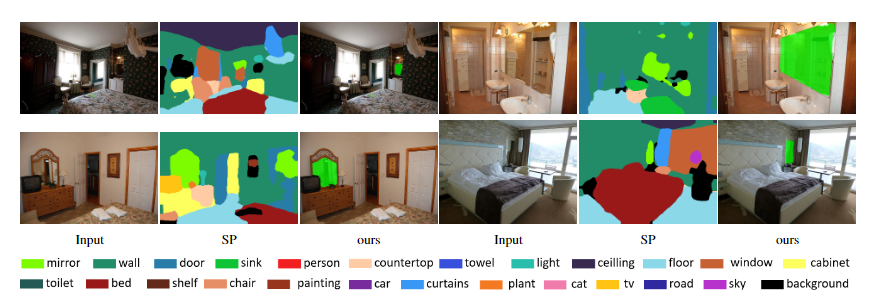 Input SP ours Input SP ours
mirror wall door sink person countertop towel light ceilling floor window cabinet
toilet bed shelf chair painting car curtains plant cat tv road sky background